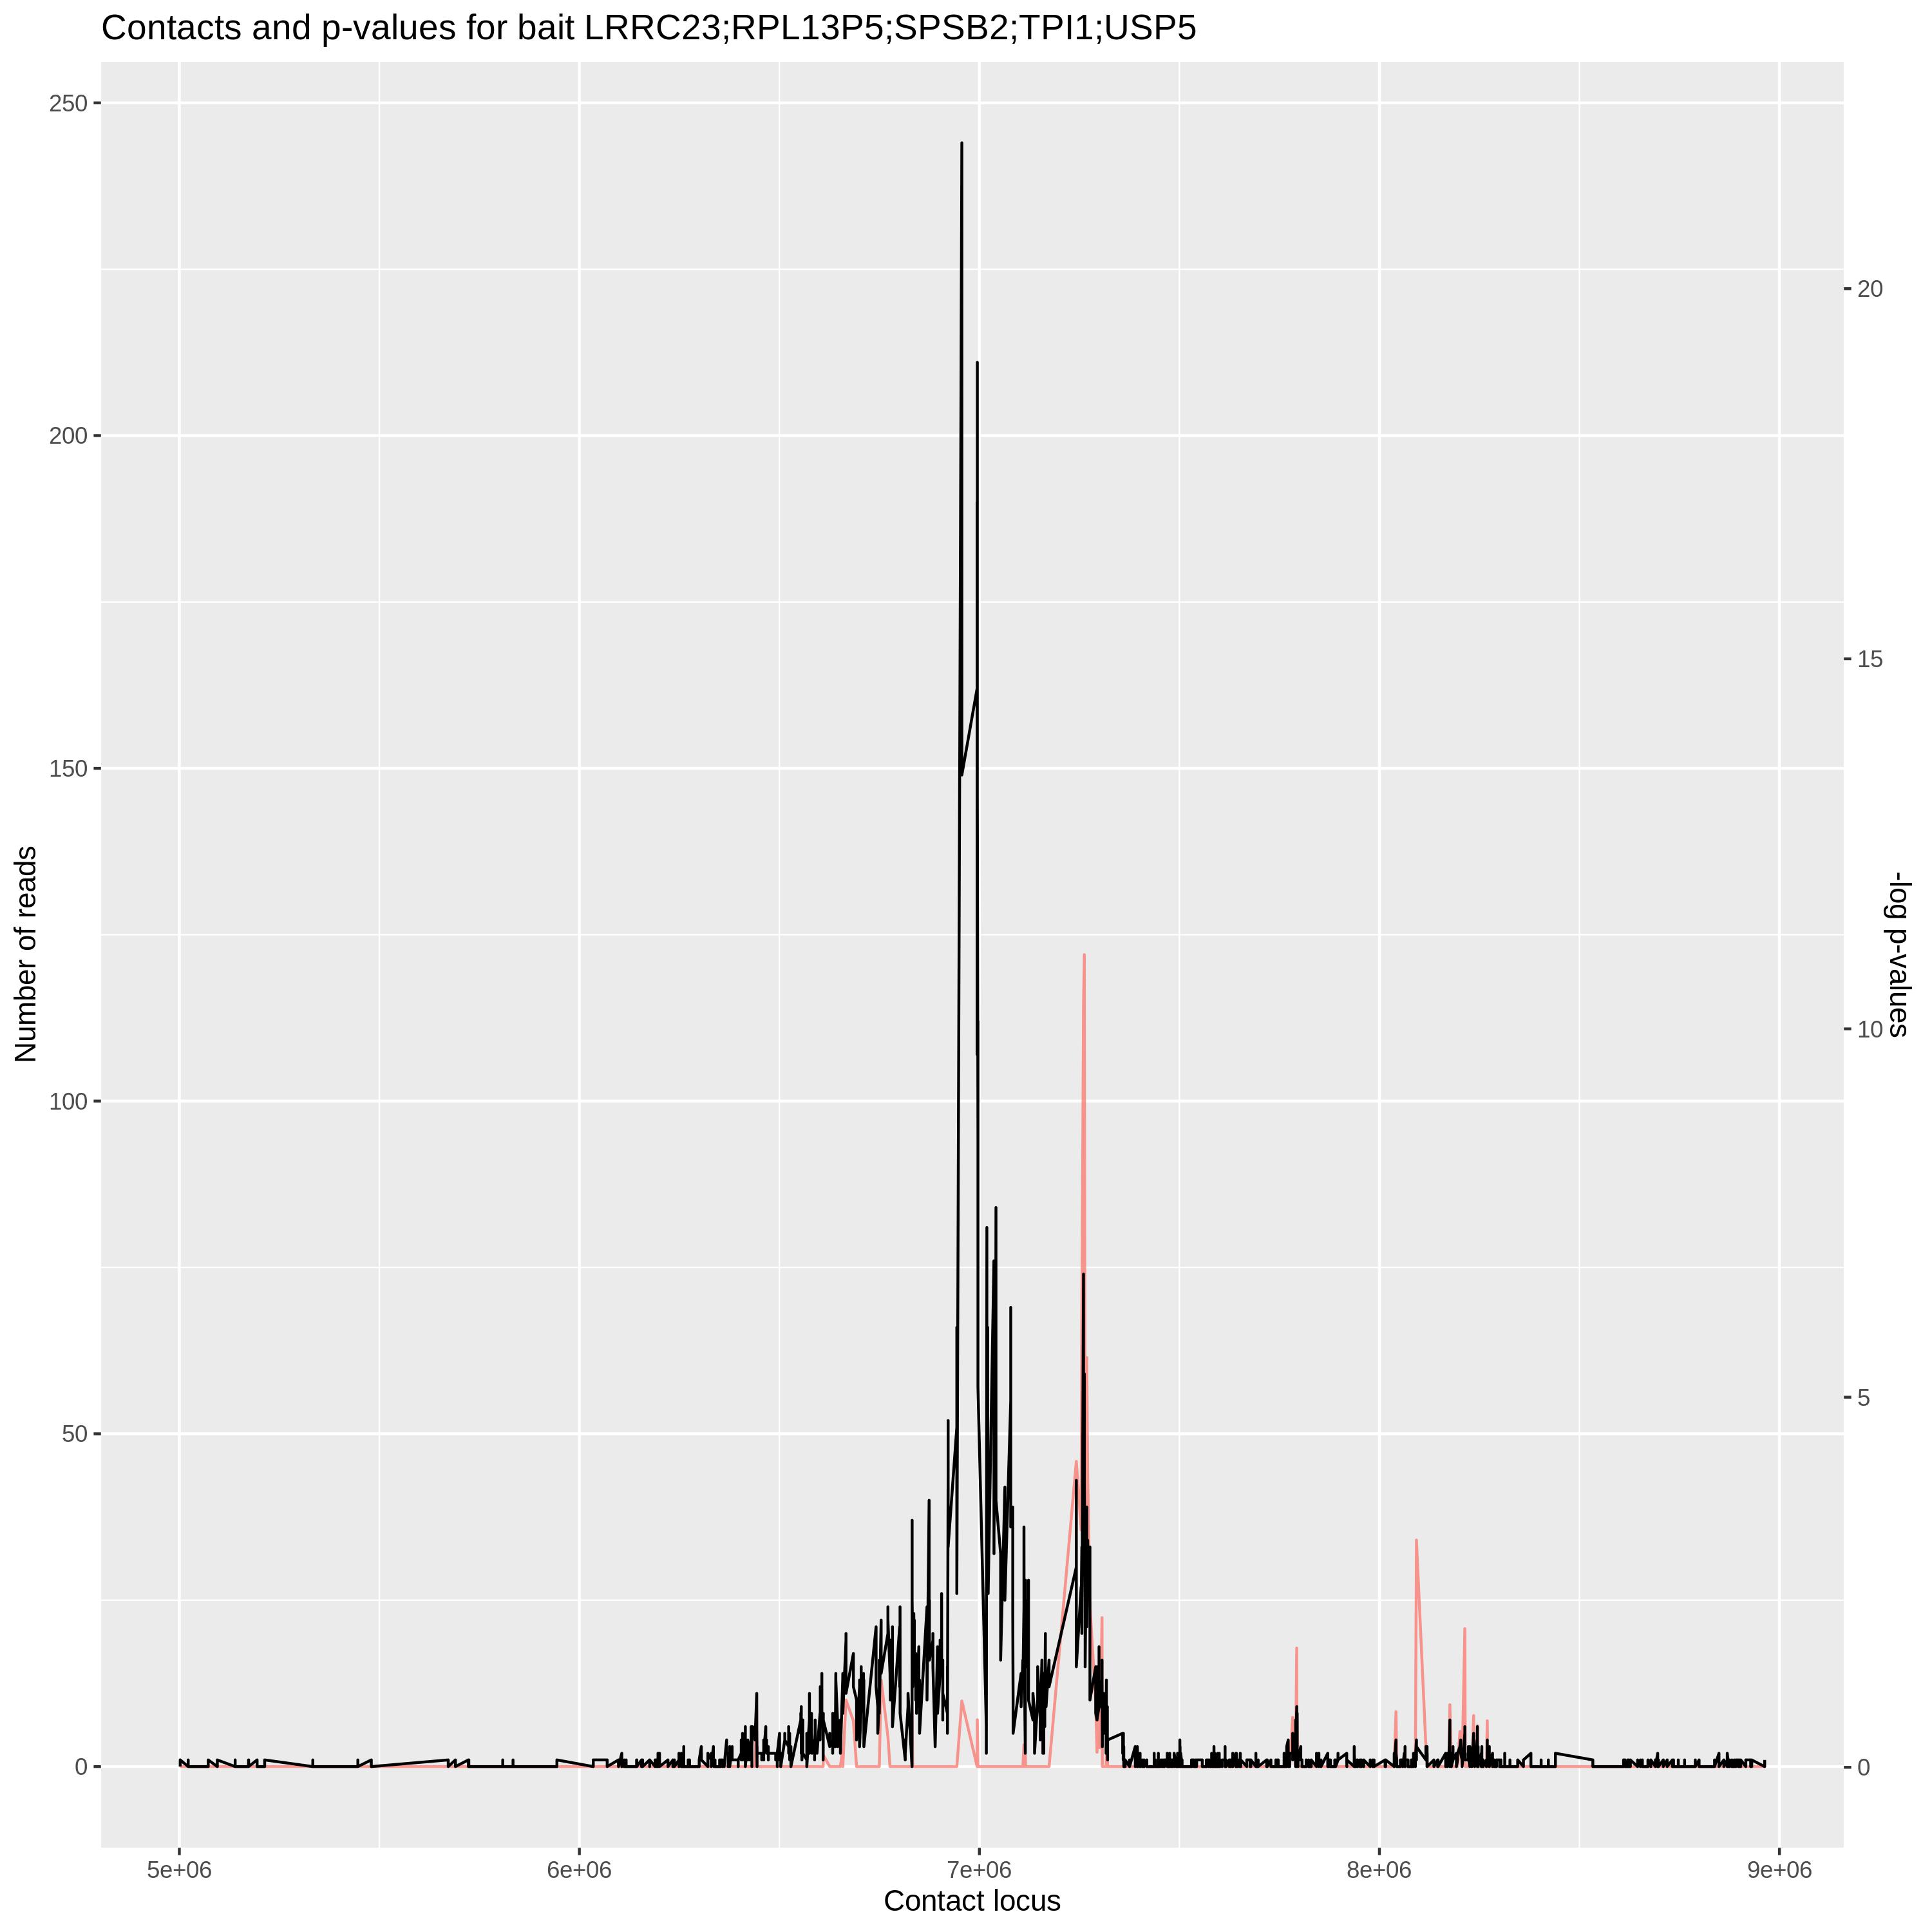 Contacts and p-values for bait LRRC23;RPL13P5;SPSB2;TPI1;USP5
250
200
150
100
50
0
Number of reads
20
15
10
5
0
-log p-values
5e+06 6e+06 7e+06 8e+06 9e+06
Contact locus